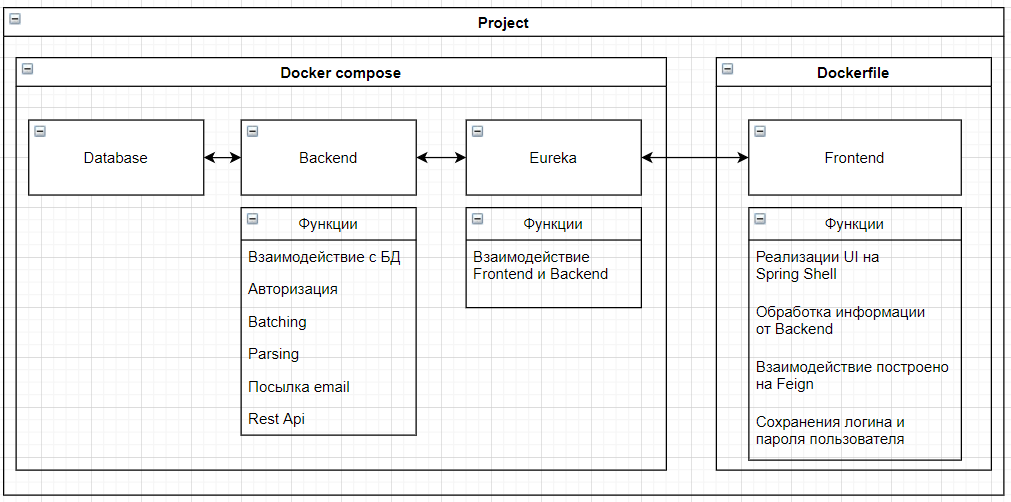 Project
Docker compose
Dockerfile
Database
Backend
Eureka
Frontend
Функции
Взаимодействие с БД
Авторизация
Batching
Parsing
Посылка email
Rest Api
Функции
Взаимодействие
Frontend и Backend
Функции
Реализации UI на
Spring Shell
Обработка информации
от Backend
Взаимодействие построено
на Feign
Сохранения логина и
пароля пользователя